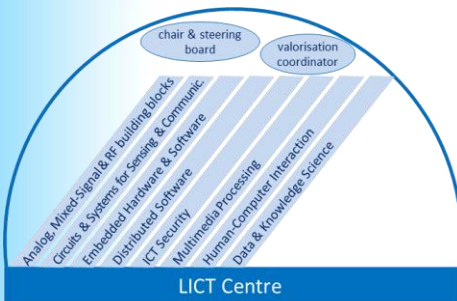 chair & steering
board
valorisation
coordinator
Analog, Mixed-Signal & RF building blocks
Circuits & Systems for Sensing & Communic.
Embedded Hardware & Software
Distributed Software
ICT Security
Multimedia Processing
Human-Computer Interaction
Data & Knowledge Science
LICT Centre